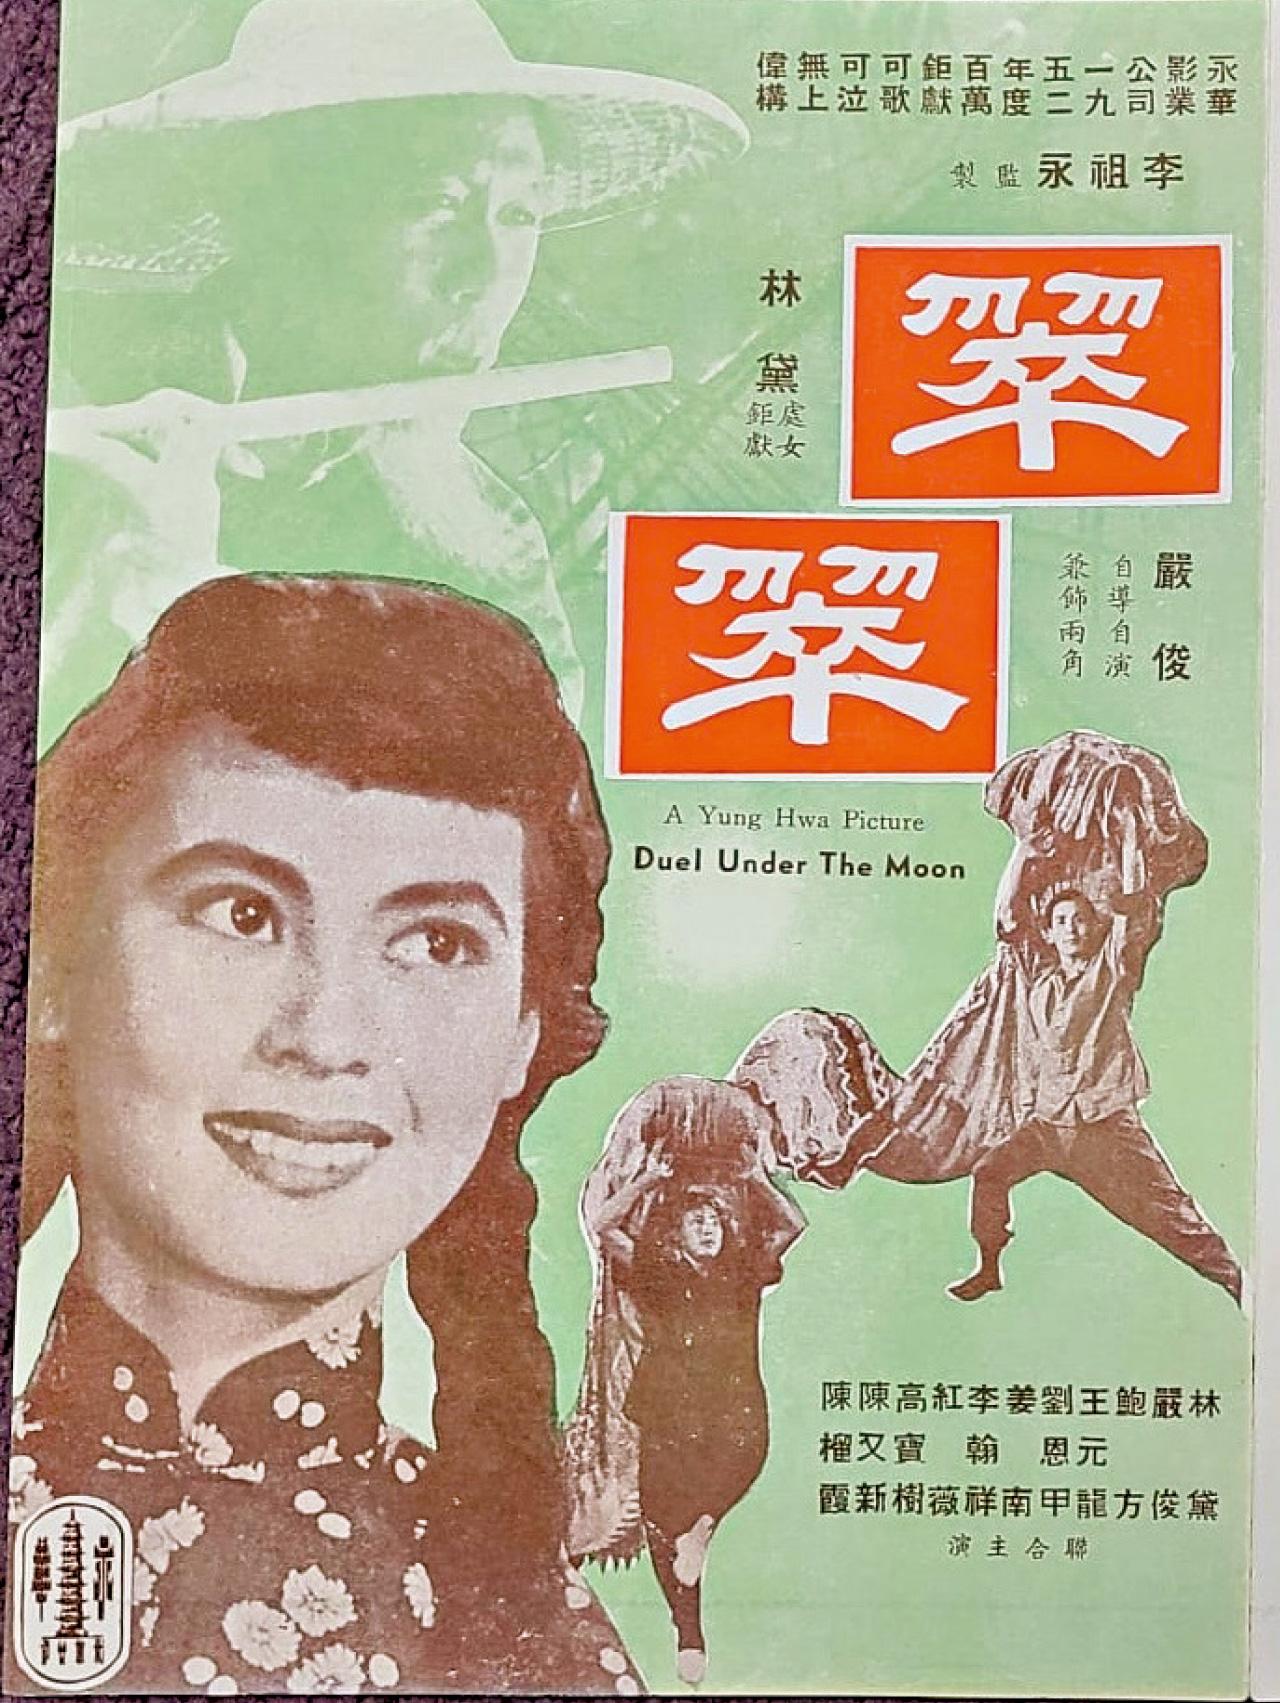 永華影業公司一九五二年度百萬鉅獻可歌可泣無上偉構
李祖永監製
翠
翠
林黛
處女
鉅獻
嚴俊
自導自演
兼飾兩角
A Yung Hwa Picture
Duel Under The Moon
林黛
嚴俊
鮑方
王元龍
劉恩甲
姜南
李翰祥
紅薇
高寶樹
陳又新
陳榴霞
聯合主演
永華